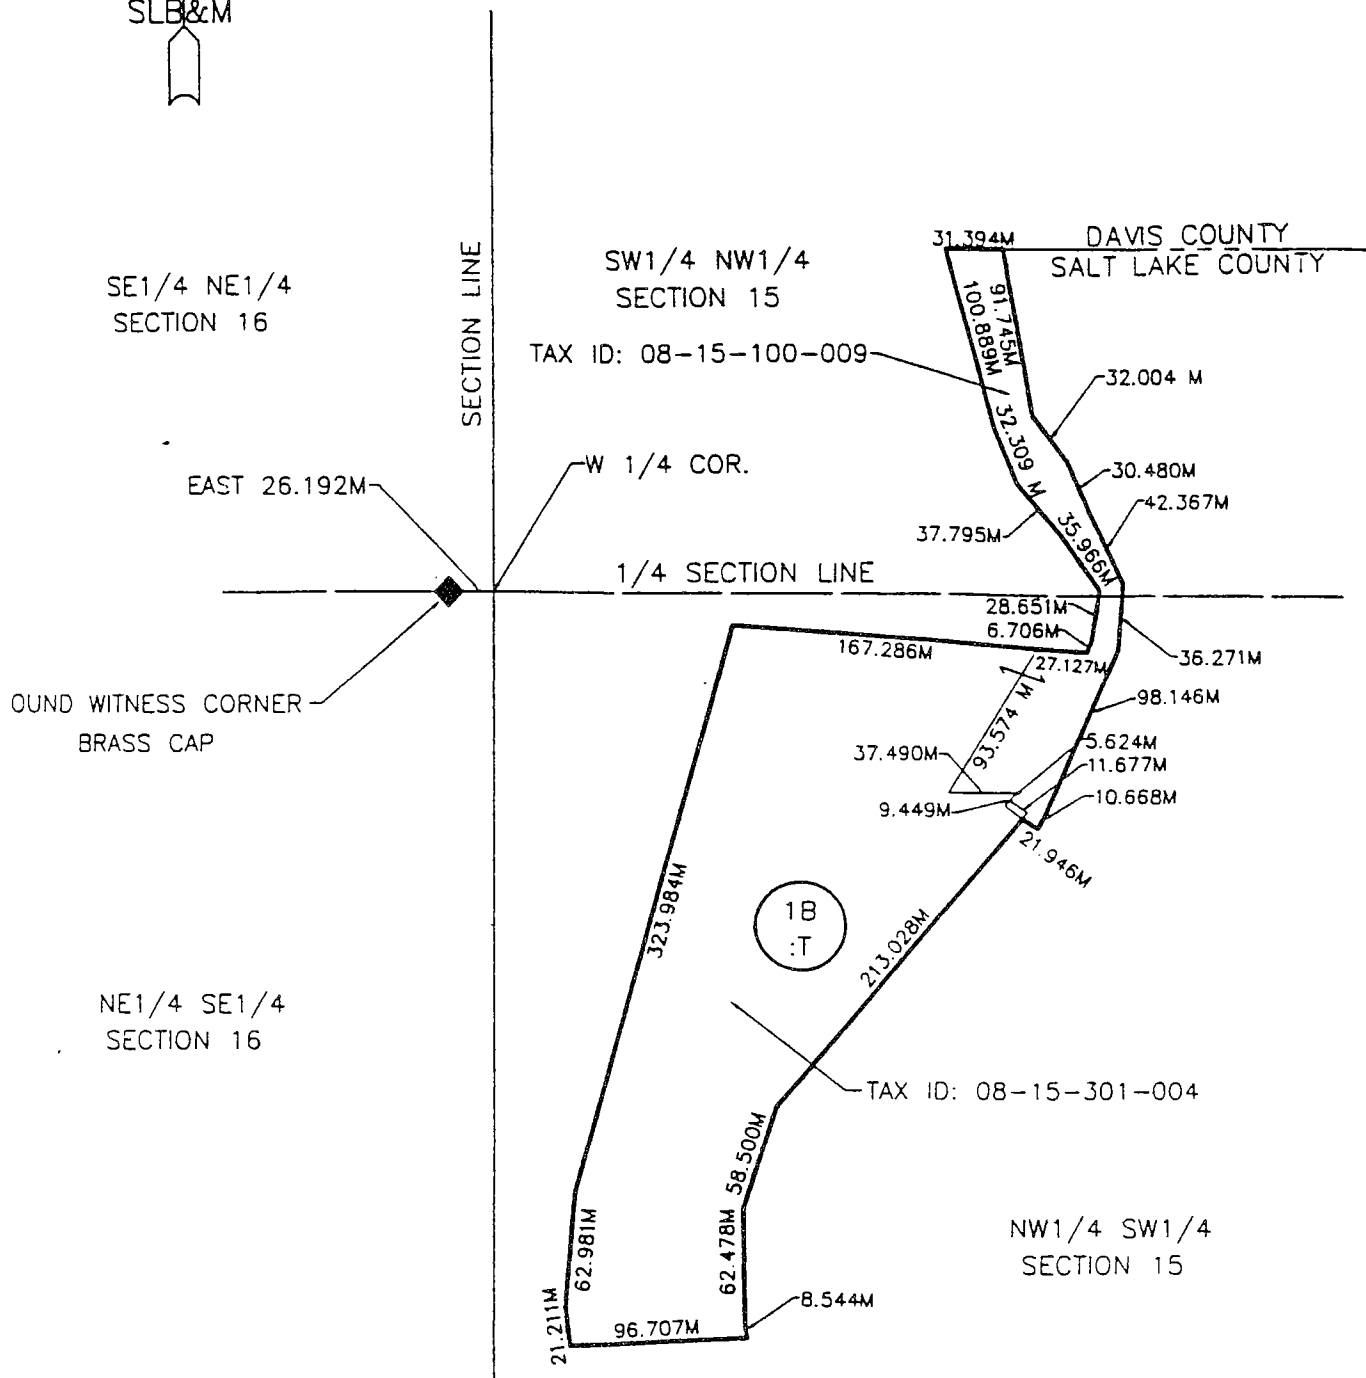 SLB&M
31.394M
DAVIS COUNTY
SALT LAKE COUNTY
SE1/4 NE1/4
SECTION 16
SECTION LINE
SW1/4 NW1/4
SECTION 15
91.745M
100.889M
TAX ID: 08-15-100-009
32.004 M
32.309 M
W 1/4 COR.
30.480M
EAST 26.192M
42.367M
37.795M
35.966M
1/4 SECTION LINE
28.651M
6.706M
167.286M
27.127M
36.271M
OUND WITNESS CORNER
BRASS CAP
93.574 M
98.146M
37.490M
5.624M
11.677M
10.668M
9.449M
21.946M
323.984M
1B
:T
213.028M
NE1/4 SE1/4
SECTION 16
TAX ID: 08-15-301-004
58.500M
62.981M
62.478M
NW1/4 SW1/4
SECTION 15
8.544M
21.211M
96.707M